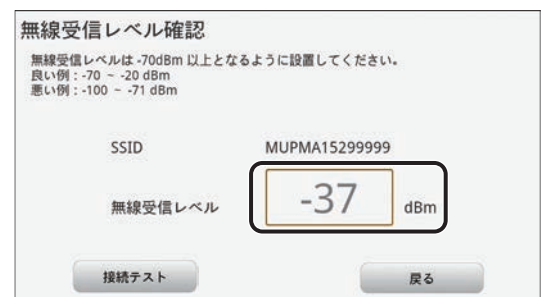 無線受信レベル確認
無線受信レベルは -70dBm 以上となるように設置してください。
良い例 : -70 ~ -20 dBm
悪い例 : -100 ~ -71 dBm
SSID MUPMA15299999
無線受信レベル -37 dBm
接続テスト 戻る